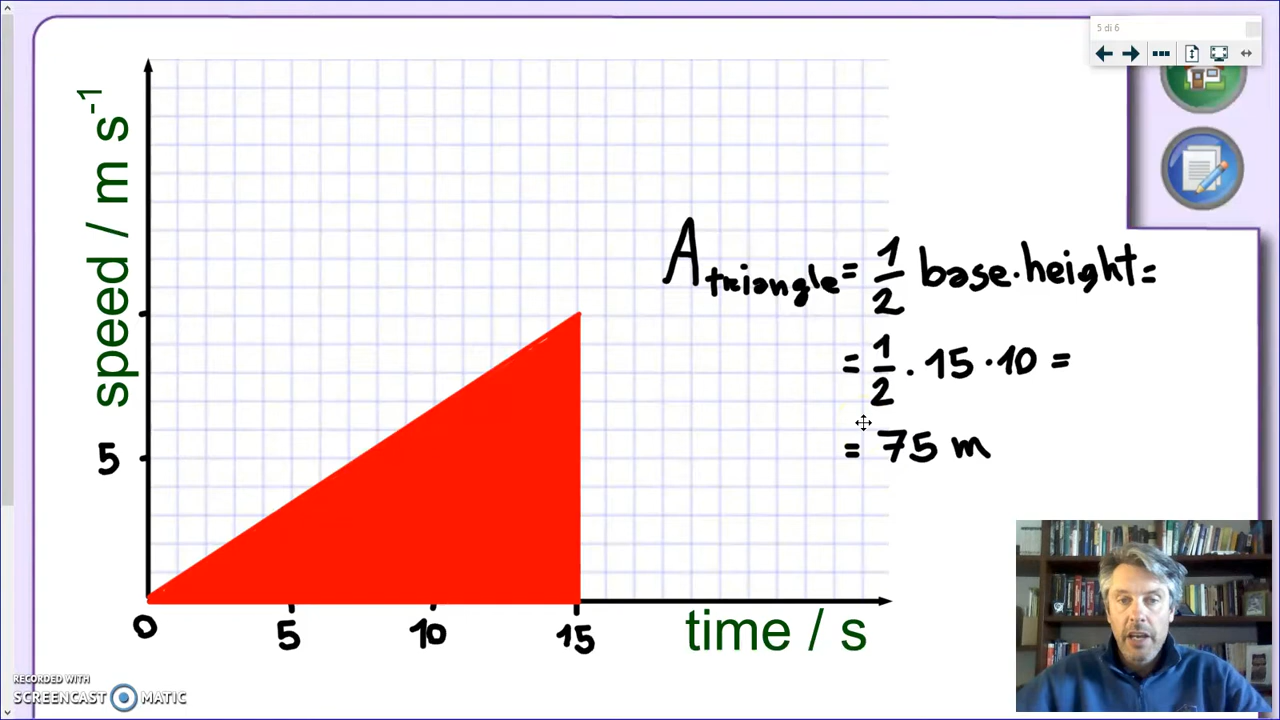 5 di 6
speed / m s⁻¹
A triangle = 1/2 base · height =
= 1/2 · 15 · 10 =
= 75 m
5
0 5 10 15
time / s
RECORDED WITH
SCREENCAST MATIC